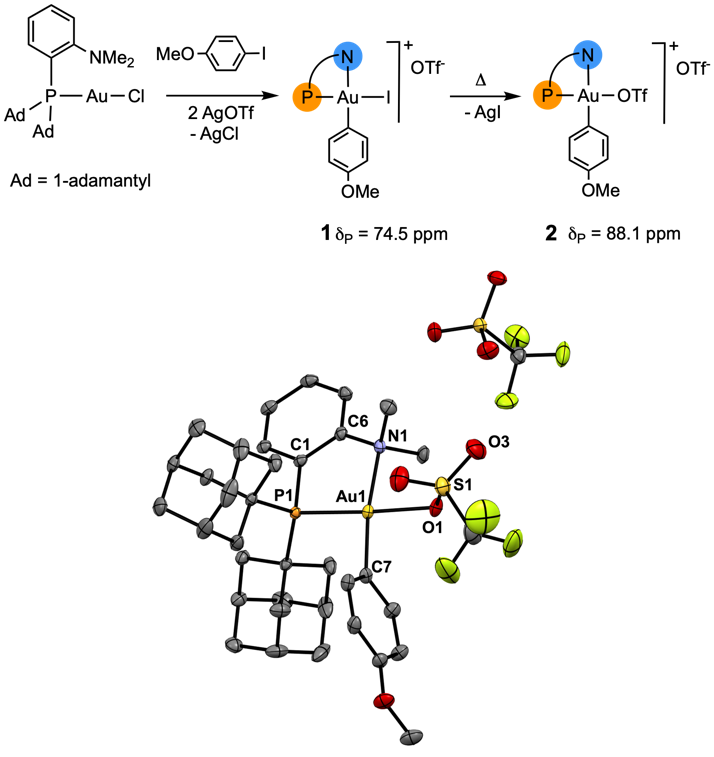 NMe₂
P
Au
Cl
Ad
Ad
Ad = 1-adamantyl
MeO
I
2 AgOTf
- AgCl
N
P
Au
I
+
OTf⁻
OMe
1 δP = 74.5 ppm
Δ
- AgI
N
P
Au
OTf
+
OTf⁻
OMe
2 δP = 88.1 ppm
C6
N1
O3
C1
S1
P1
Au1
O1
C7